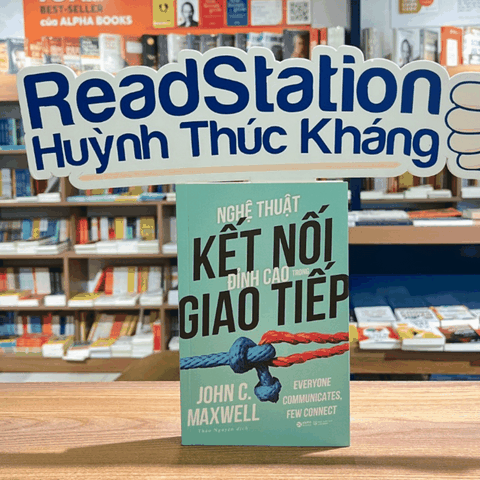 BEST-SELLER
của ALPHA BOOKS
ReadStation
Huỳnh Thúc Kháng
NGHỆ THUẬT
KẾT NỐI
ĐỈNH CAO TRONG
GIAO TIẾP
JOHN C.
MAXWELL
EVERYONE
COMMUNICATES,
FEW CONNECT